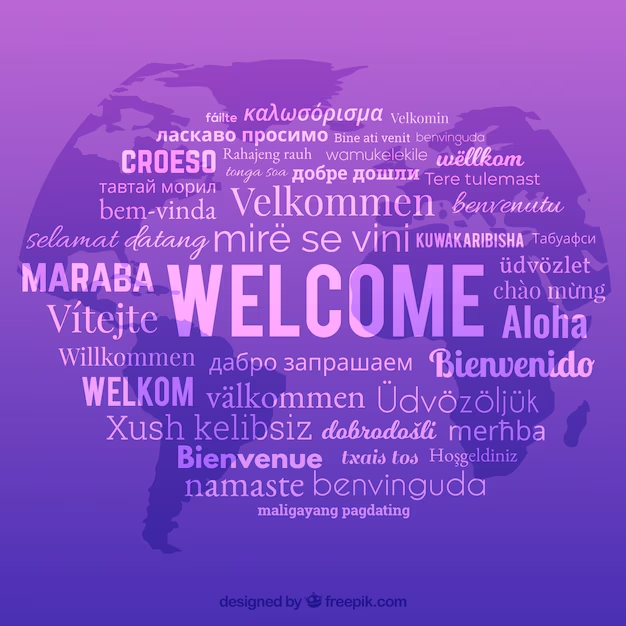 fáilte καλωσόρισμα Velkomin
ласкаво просимо Bine ati venit benvinguda
CROESO Rahajeng rauh wamukelekile wëllkom
tonga soa добре дошли Tere tulemast
тавтай морил
bem-vinda Velkommen benvenutu
selamat datang mirë se vini KUWAKARIBISHA Табуафси
MARABA WELCOME üdvözlet
chào mừng
Vítejte Aloha
Willkommen дабро запрашаем Bienvenido
WELKOM välkommen Üdvözöljük
Xush kelibsiz dobrodošli merħba
Bienvenue txais tos Hoşgeldiniz
namaste benvinguda
maligayang pagdating
designed by freepik.com